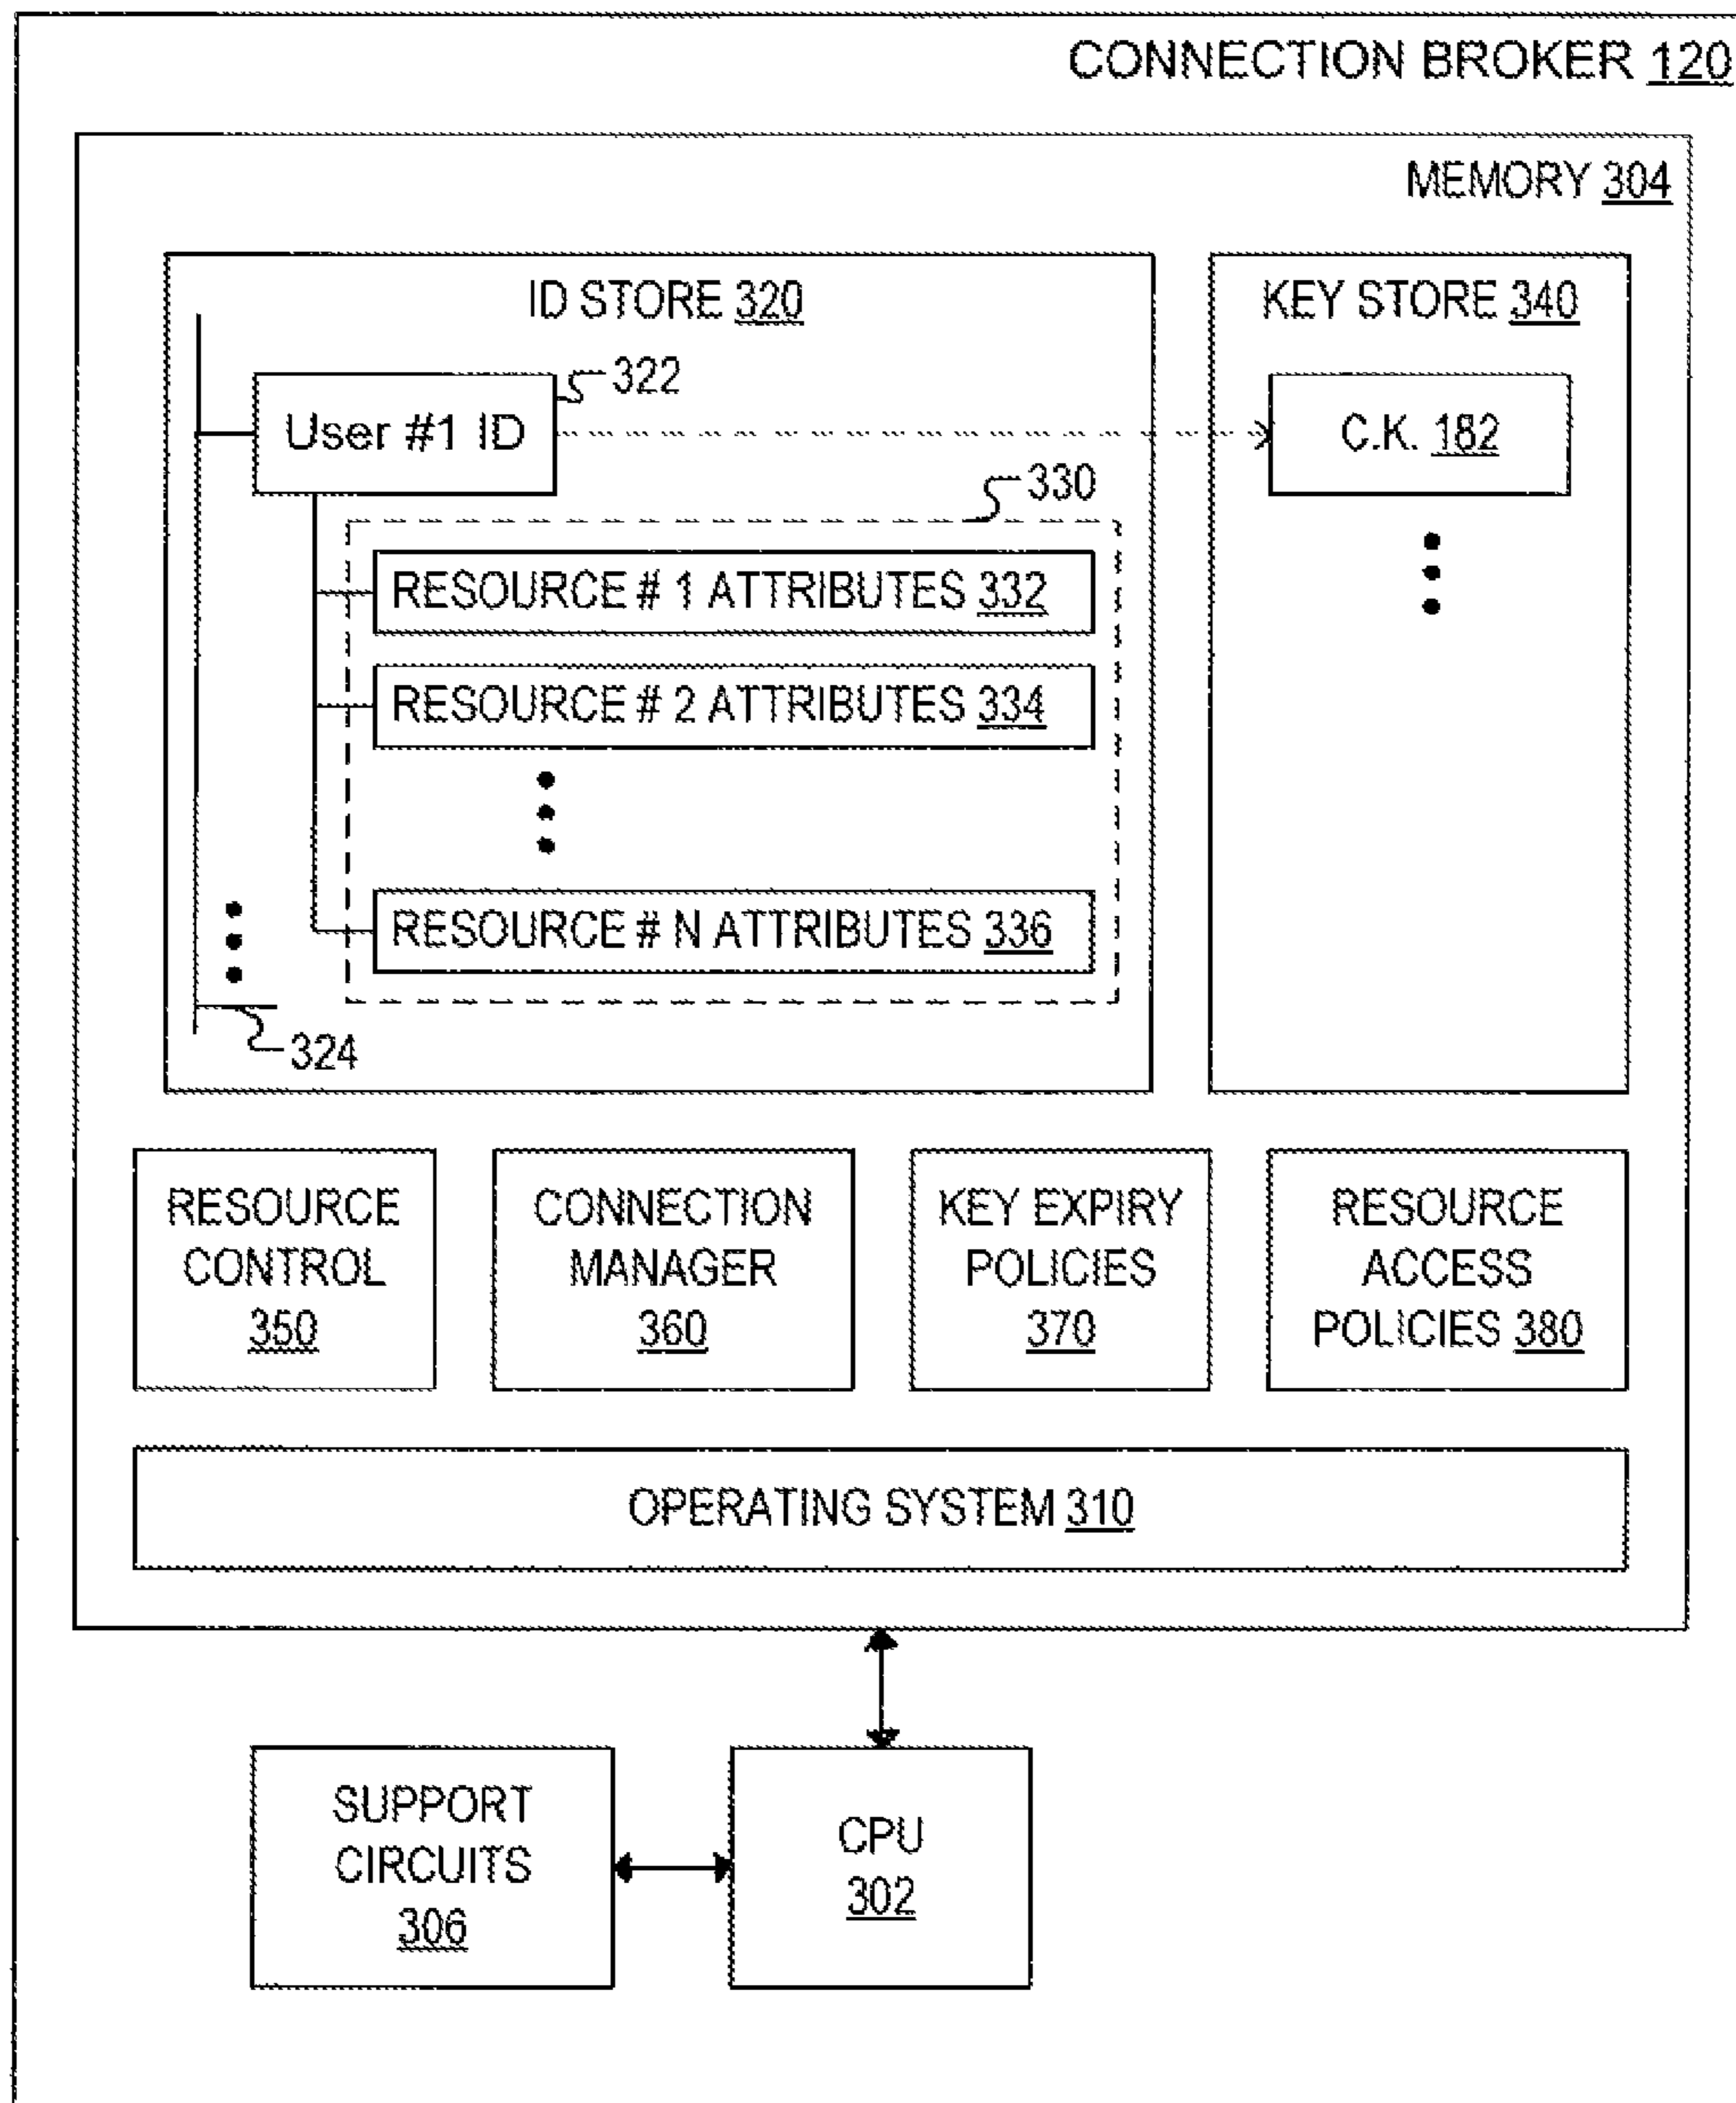 CONNECTION BROKER 120
MEMORY 304
ID STORE 320
KEY STORE 340
322
User #1 ID
C.K. 182
330
RESOURCE # 1 ATTRIBUTES 332
RESOURCE # 2 ATTRIBUTES 334
RESOURCE # N ATTRIBUTES 336
324
RESOURCE
CONTROL
350
CONNECTION
MANAGER
360
KEY EXPIRY
POLICIES
370
RESOURCE
ACCESS
POLICIES 380
OPERATING SYSTEM 310
SUPPORT
CIRCUITS
306
CPU
302